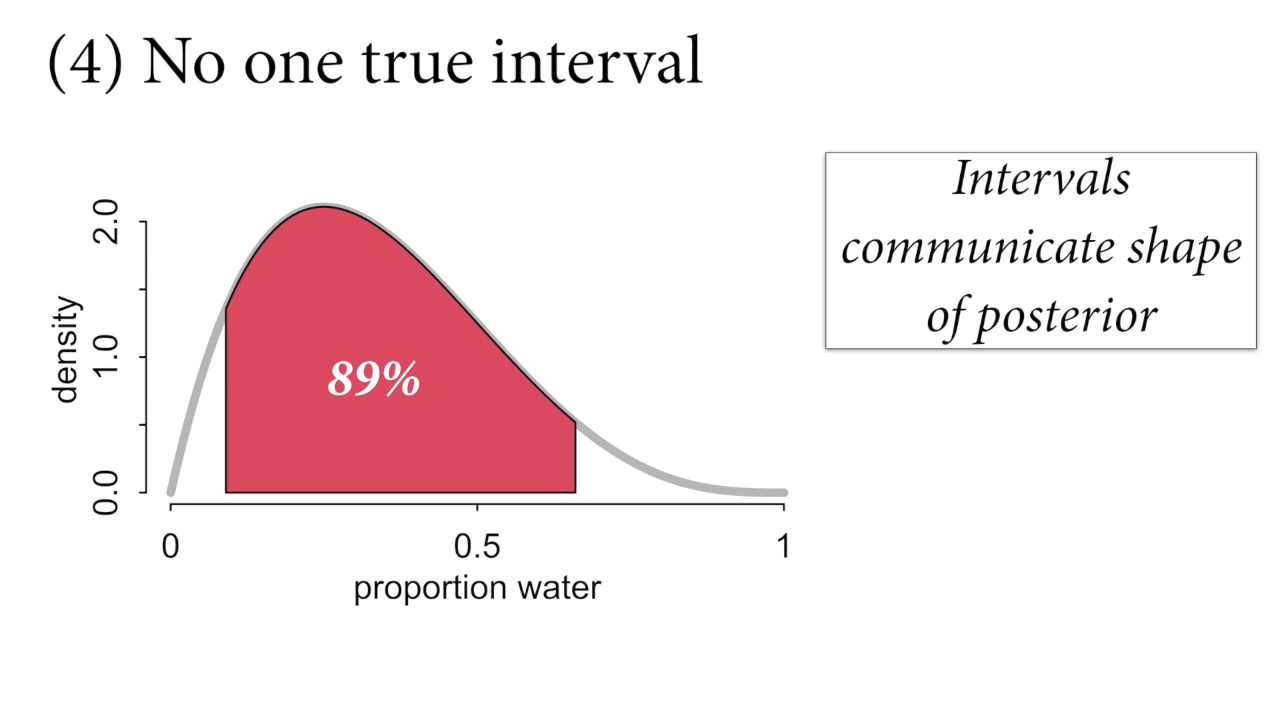 (4) No one true interval
Intervals
communicate shape
of posterior
density
2.0
1.0
0.0
89%
0
0.5
1
proportion water